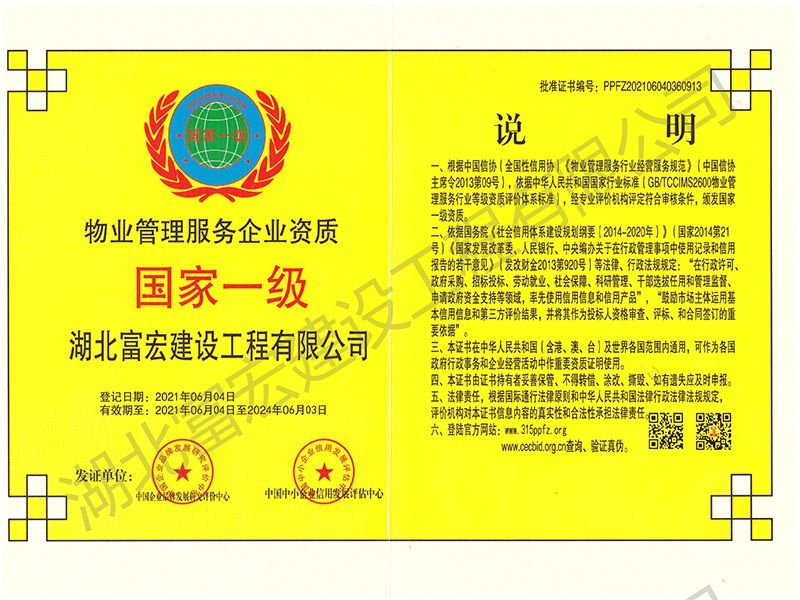 国家一级
物业管理服务企业资质
国家一级
湖北富宏建设工程有限公司
登记日期：2021年06月04日
有效期至：2021年06月04日至2024年06月03日
发证单位：
中国企业品牌发展研究评价中心
中国中小企业信用发展评估中心
批准证书编号：PPFZ202106040360913
说 明
一、根据中国信协（全国性信用协）《物业管理服务行业经营服务规范》（中国信协
主席令2013第09号），依据中华人民共和国国家行业标准（GB/TCCIMS2600物业管
理服务行业等级资质评价体系标准），经专业评价机构评定符合审核条件，颁发国家
一级资质。
二、依据国务院《社会信用体系建设规划纲要（2014-2020年）》（国家2014第21
号）《国家发展改革委、人民银行、中央编办关于在行政管理事项中使用记录和信用
报告的若干意见》（发改财金2013第920号）等法律、行政法规规定：“在行政许可、
政府采购、招标投标、劳动就业、社会保障、科研管理、干部选拔任用和管理监督、
申请政府资金支持等领域，率先使用信用信息和信用产品”，“鼓励市场主体运用基
本信用信息和第三方评价结果，并将其作为投标人资格审查、评标、和合同签订的重
要依据”。
三、本证书在中华人民共和国（含港、澳、台）及世界各国范围内通用，可作为各国
政府行政事务和企业经营活动中作重要资质证明使用。
四、本证书由证书持有者妥善保管、不得转借、涂改、撕毁、如有遗失应及时申报。
五、法律责任，根据国际通行法律原则和中华人民共和国法律行政法律法规规定，
评价机构对本证书信息内容的真实性和合法性承担法律责任。
六、登陆官方网站：www.315ppfz.org
www.cecbid.org.cn查询、验证真伪。
湖北富宏建设工程有限公司